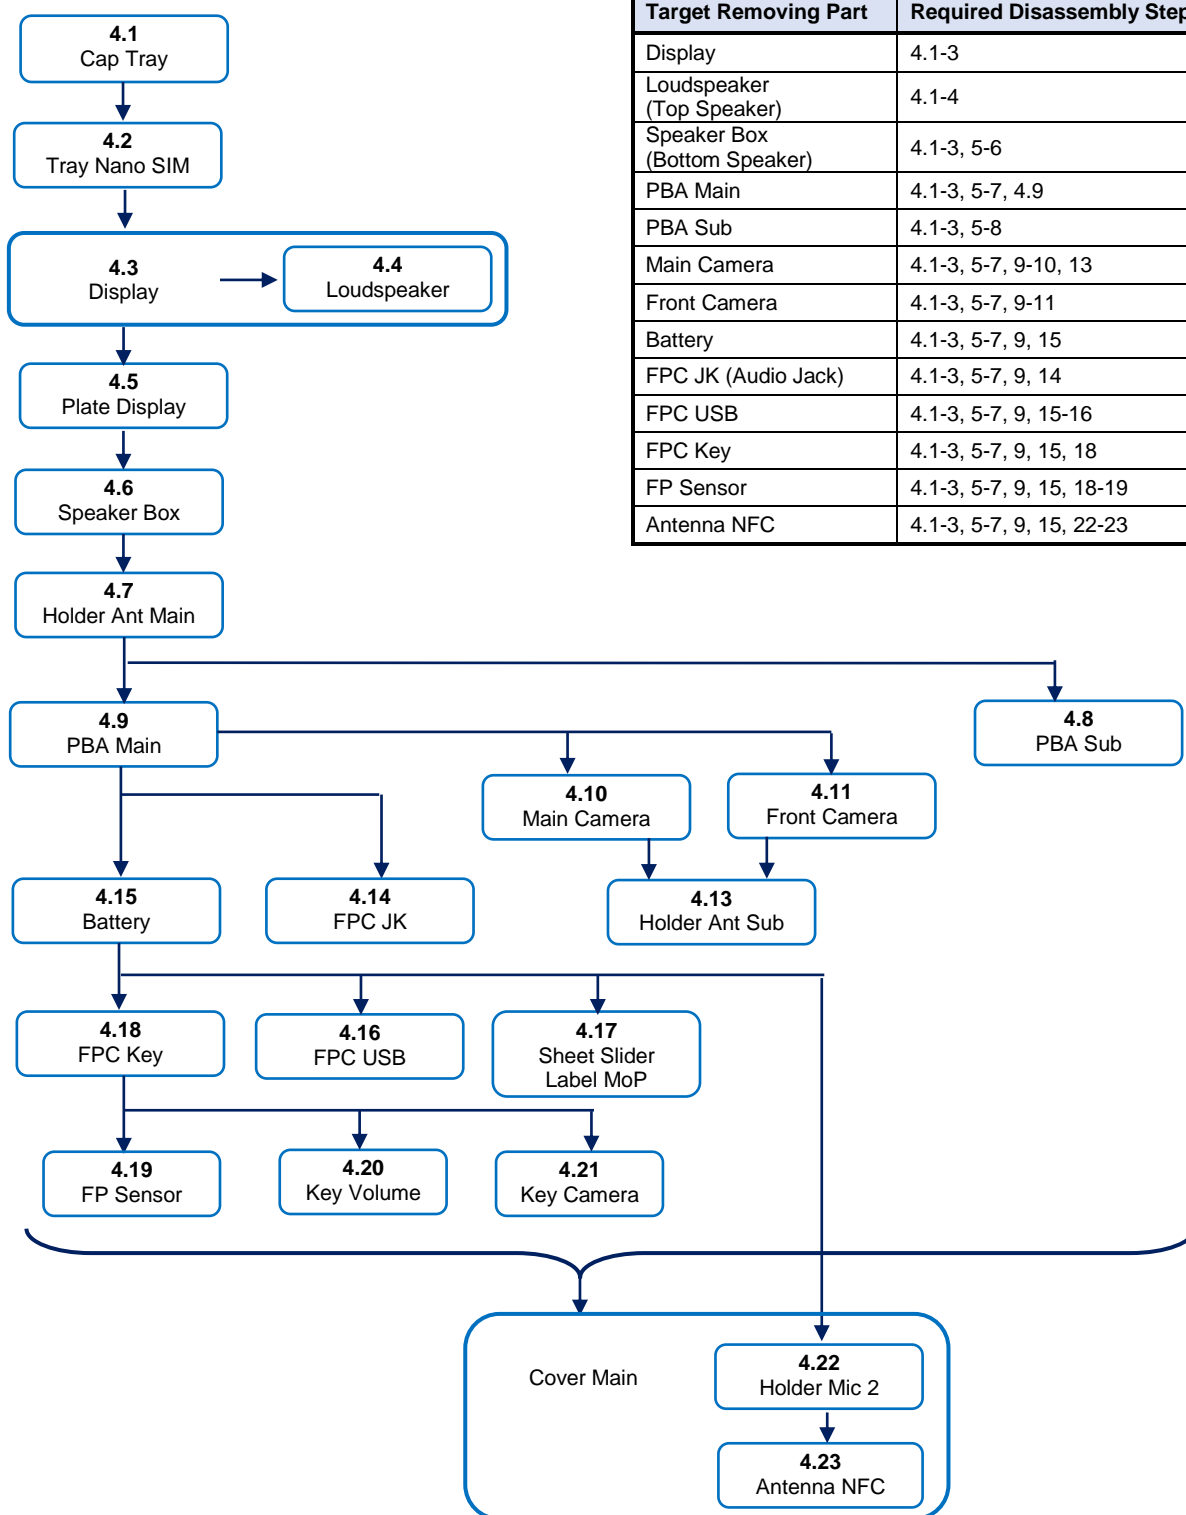 4.1
Cap Tray
4.2
Tray Nano SIM
4.3
Display
4.4
Loudspeaker
4.5
Plate Display
4.6
Speaker Box
4.7
Holder Ant Main
4.9
PBA Main
4.8
PBA Sub
4.10
Main Camera
4.11
Front Camera
4.15
Battery
4.14
FPC JK
4.13
Holder Ant Sub
4.18
FPC Key
4.16
FPC USB
4.17
Sheet Slider
Label MoP
4.19
FP Sensor
4.20
Key Volume
4.21
Key Camera
Cover Main
4.22
Holder Mic 2
4.23
Antenna NFC
Target Removing Part Required Disassembly Step
Display 4.1-3
Loudspeaker
(Top Speaker) 4.1-4
Speaker Box
(Bottom Speaker) 4.1-3, 5-6
PBA Main 4.1-3, 5-7, 4.9
PBA Sub 4.1-3, 5-8
Main Camera 4.1-3, 5-7, 9-10, 13
Front Camera 4.1-3, 5-7, 9-11
Battery 4.1-3, 5-7, 9, 15
FPC JK (Audio Jack) 4.1-3, 5-7, 9, 14
FPC USB 4.1-3, 5-7, 9, 15-16
FPC Key 4.1-3, 5-7, 9, 15, 18
FP Sensor 4.1-3, 5-7, 9, 15, 18-19
Antenna NFC 4.1-3, 5-7, 9, 15, 22-23